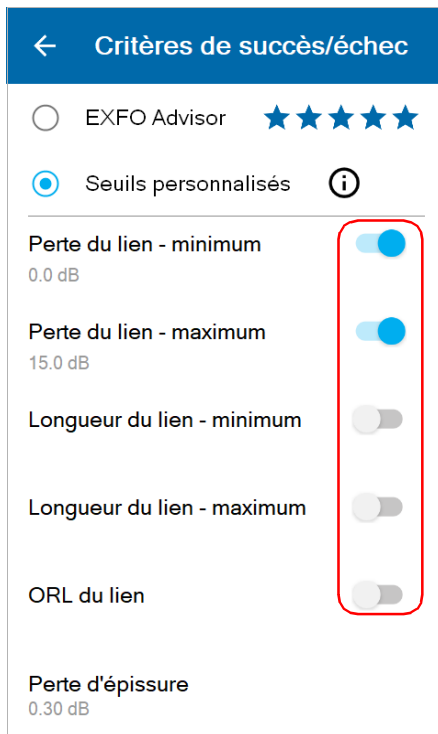 Critères de succès/échec
EXFO Advisor
Seuils personnalisés
Perte du lien - minimum
0.0 dB
Perte du lien - maximum
15.0 dB
Longueur du lien - minimum
Longueur du lien - maximum
ORL du lien
Perte d'épissure
0.30 dB